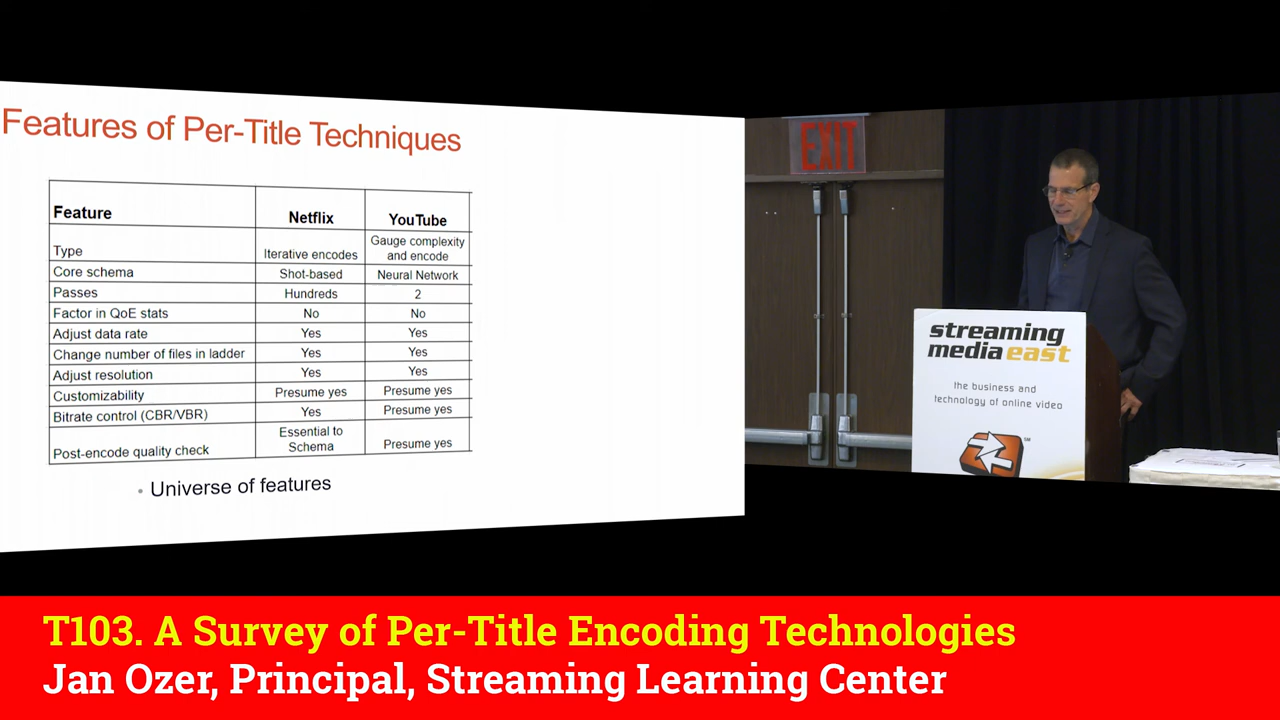 Features of Per-Title Techniques
Feature Netflix YouTube
Type Iterative encodes Gauge complexity and encode
Core schema Shot-based Neural Network
Passes Hundreds 2
Factor in QoE stats No No
Adjust data rate Yes Yes
Change number of files in ladder Yes Yes
Adjust resolution Yes Yes
Customizability Presume yes Presume yes
Bitrate control (CBR/VBR) Yes Presume yes
Post-encode quality check Essential to Schema Presume yes
• Universe of features
EXIT
streaming
media east
the business and
technology of online video
SM
T103. A Survey of Per-Title Encoding Technologies
Jan Ozer, Principal, Streaming Learning Center